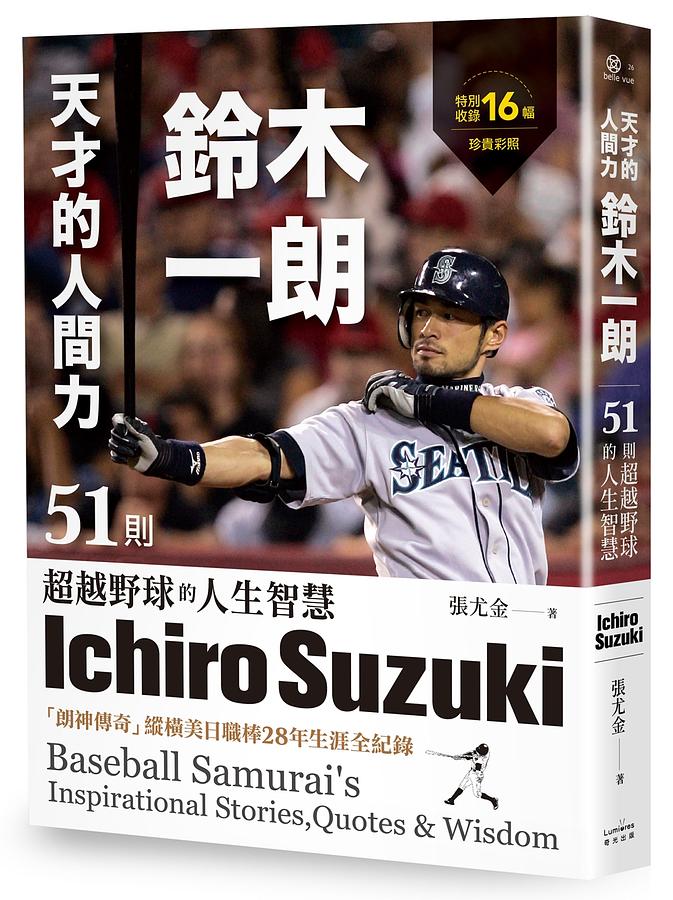 天才的人間力
鈴木
一朗
特別
收錄16幅
珍貴彩照
S
MARINERS
SEATTL
51則
超越野球的人生智慧
張尤金——著
Ichiro Suzuki
「朗神傳奇」縱橫美日職棒28年生涯全紀錄
Baseball Samurai's
Inspirational Stories,Quotes & Wisdom
26
belle vue
天才的
人間力
鈴木一朗
51則超越野球
的人生智慧
Ichiro
Suzuki
張尤金——著
Lumières
奇光出版